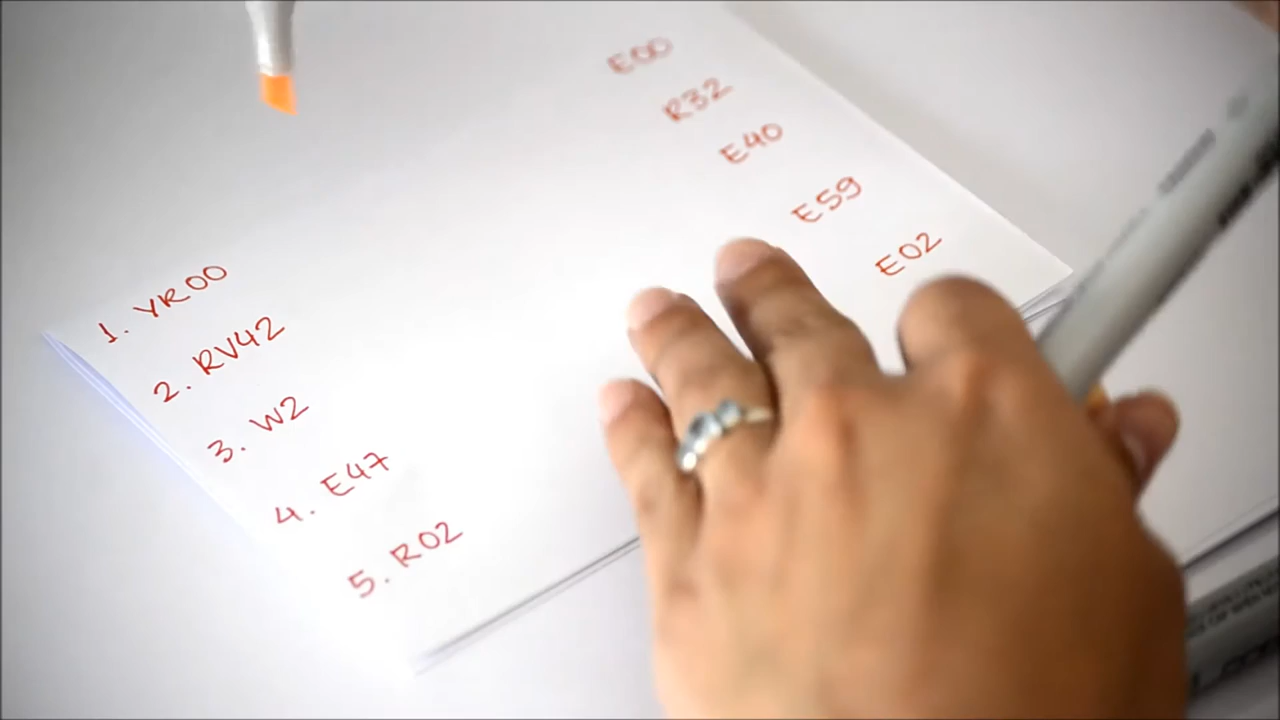 1. YR00 E00
2. RV42 R32
3. W2 E40
4. E47 E59
5. R02 E02